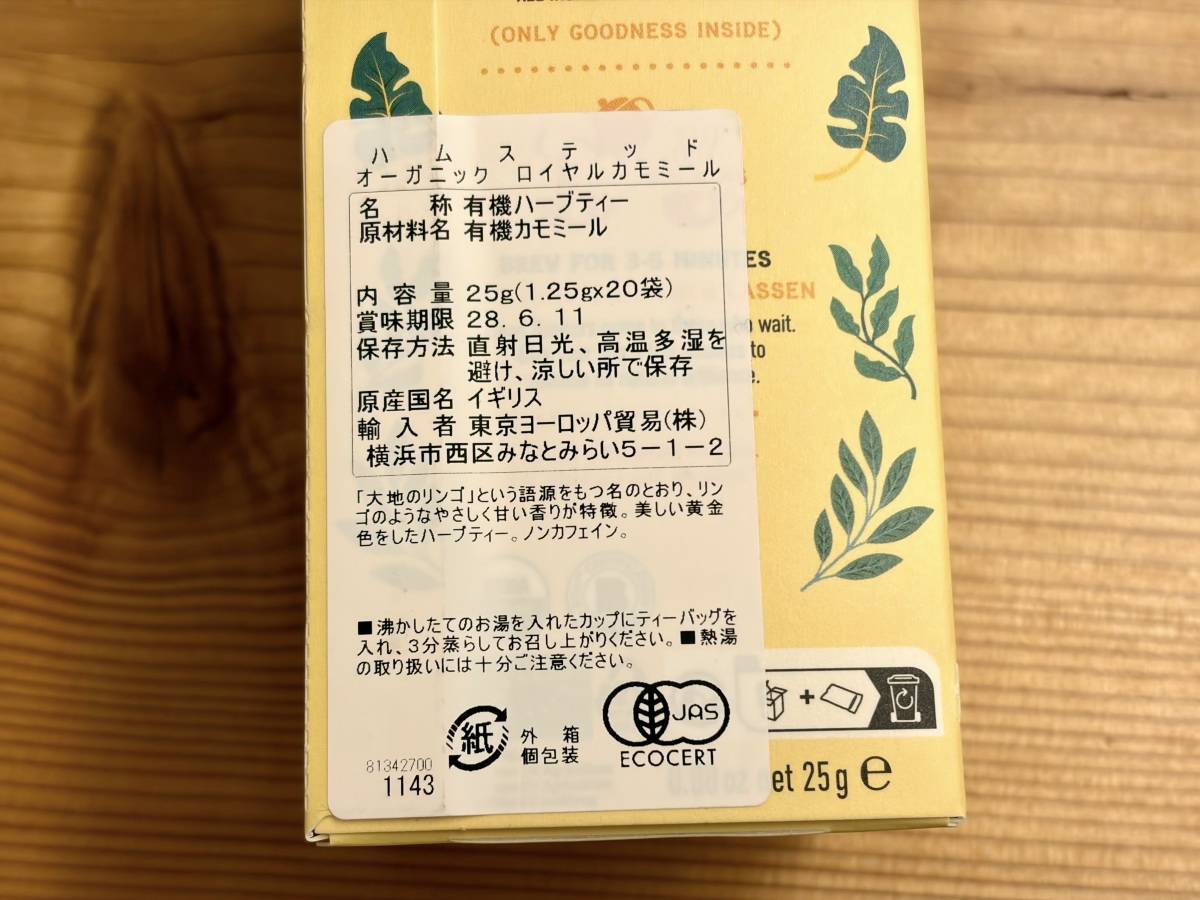 (ONLY GOODNESS INSIDE)
ハムステッド
オーガニック ロイヤルカモミール
名 称 有機ハーブティー
原材料名 有機カモミール
BREW FOR 3-5 MINUTES
内容量 25g(1.25gx20袋)
LASSEN
賞味期限 28. 6. 11
wait.
保存方法 直射日光、高温多湿を
to
避け、涼しい所で保存
原産国名 イギリス
輸入者 東京ヨーロッパ貿易(株)
横浜市西区みなとみらい5-1-2
「大地のリンゴ」という語源をもつ名のとおり、リン
ゴのようなやさしく甘い香りが特徴。美しい黄金
色をしたハーブティー。ノンカフェイン。
■沸かしたてのお湯を入れたカップにティーバッグを
入れ、3分蒸らしてお召し上がりください。■熱湯
の取り扱いには十分ご注意ください。
紙 外箱
個包装
JAS
ECOCERT
81342700
1143
net 25g e